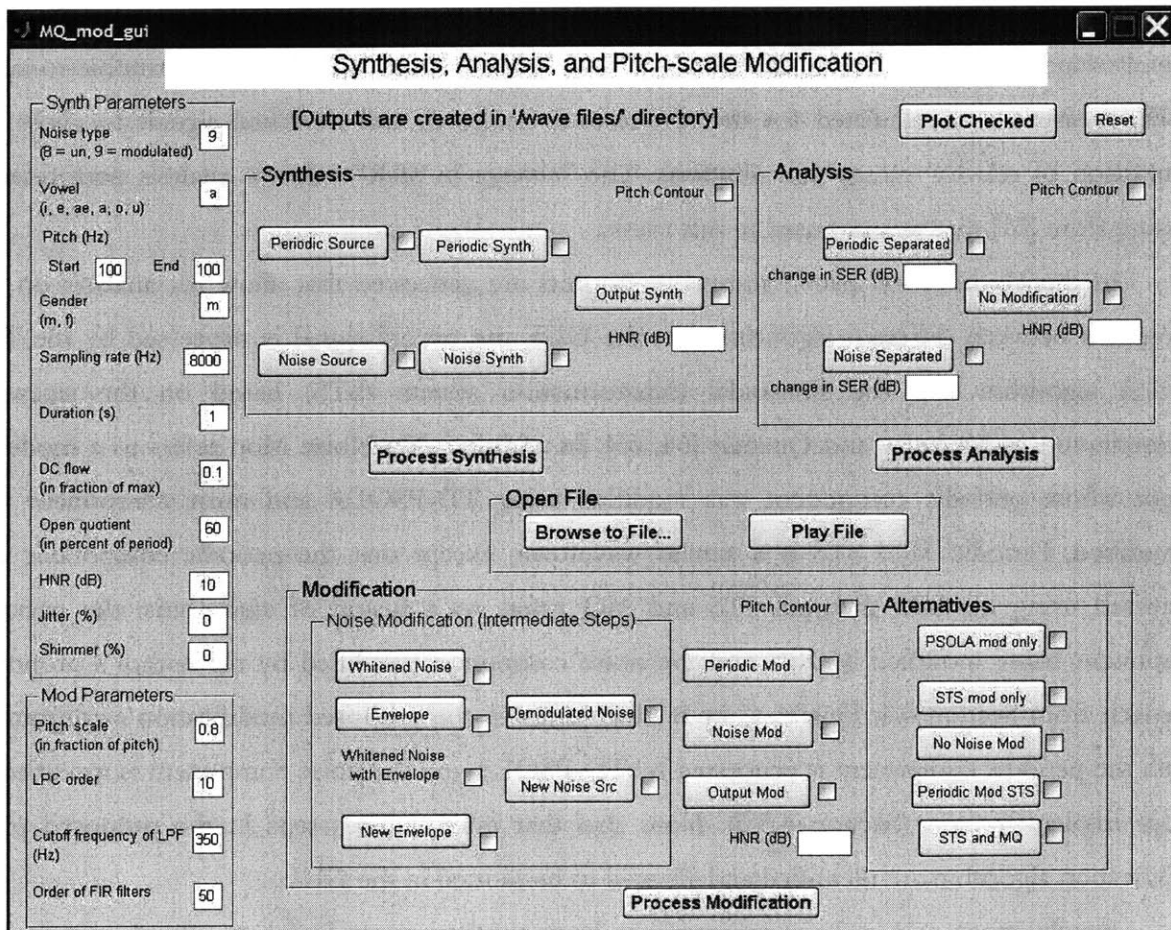 MQ_mod_gui
Synthesis, Analysis, and Pitch-scale Modification
[Outputs are created in '/wave files/' directory]
Plot Checked
Reset
Synth Parameters
Noise type
(8 = un, 9 = modulated)
9
Vowel
(i, e, ae, a, o, u)
a
Pitch (Hz)
Start 100 End 100
Gender
(m, f)
m
Sampling rate (Hz) 8000
Duration (s) 1
DC flow
(in fraction of max)
0.1
Open quotient
(in percent of period)
60
HNR (dB) 10
Jitter (%) 0
Shimmer (%) 0
Mod Parameters
Pitch scale
(in fraction of pitch)
0.8
LPC order 10
Cutoff frequency of LPF
(Hz)
350
Order of FIR filters 50
Synthesis
Pitch Contour
Periodic Source
Periodic Synth
Output Synth
HNR (dB)
Noise Source
Noise Synth
Process Synthesis
Analysis
Pitch Contour
Periodic Separated
change in SER (dB)
No Modification
HNR (dB)
Noise Separated
change in SER (dB)
Process Analysis
Open File
Browse to File...
Play File
Modification
Pitch Contour
Noise Modification (Intermediate Steps)
Whitened Noise
Envelope
Demodulated Noise
Whitened Noise
with Envelope
New Noise Src
New Envelope
Periodic Mod
Noise Mod
Output Mod
HNR (dB)
Alternatives
PSOLA mod only
STS mod only
No Noise Mod
Periodic Mod STS
STS and MQ
Process Modification